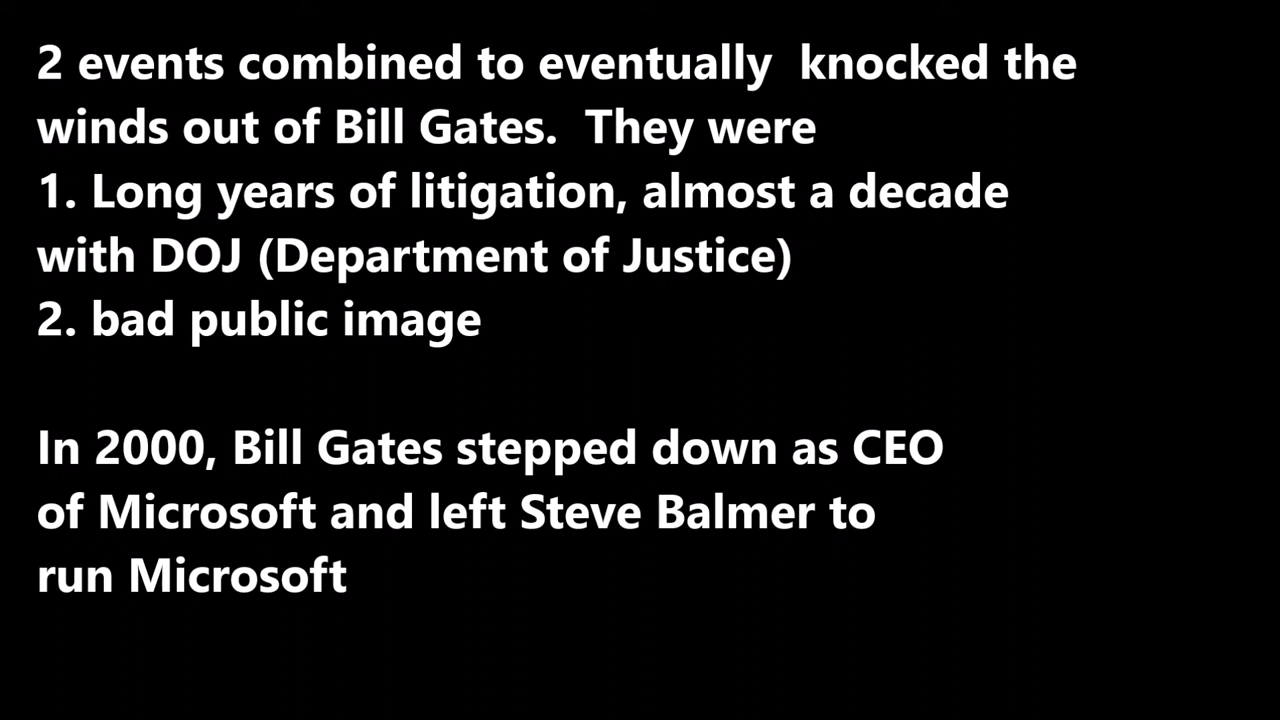 2 events combined to eventually  knocked the
winds out of Bill Gates.  They were
1. Long years of litigation, almost a decade
with DOJ (Department of Justice)
2. bad public image
In 2000, Bill Gates stepped down as CEO
of Microsoft and left Steve Balmer to
run Microsoft